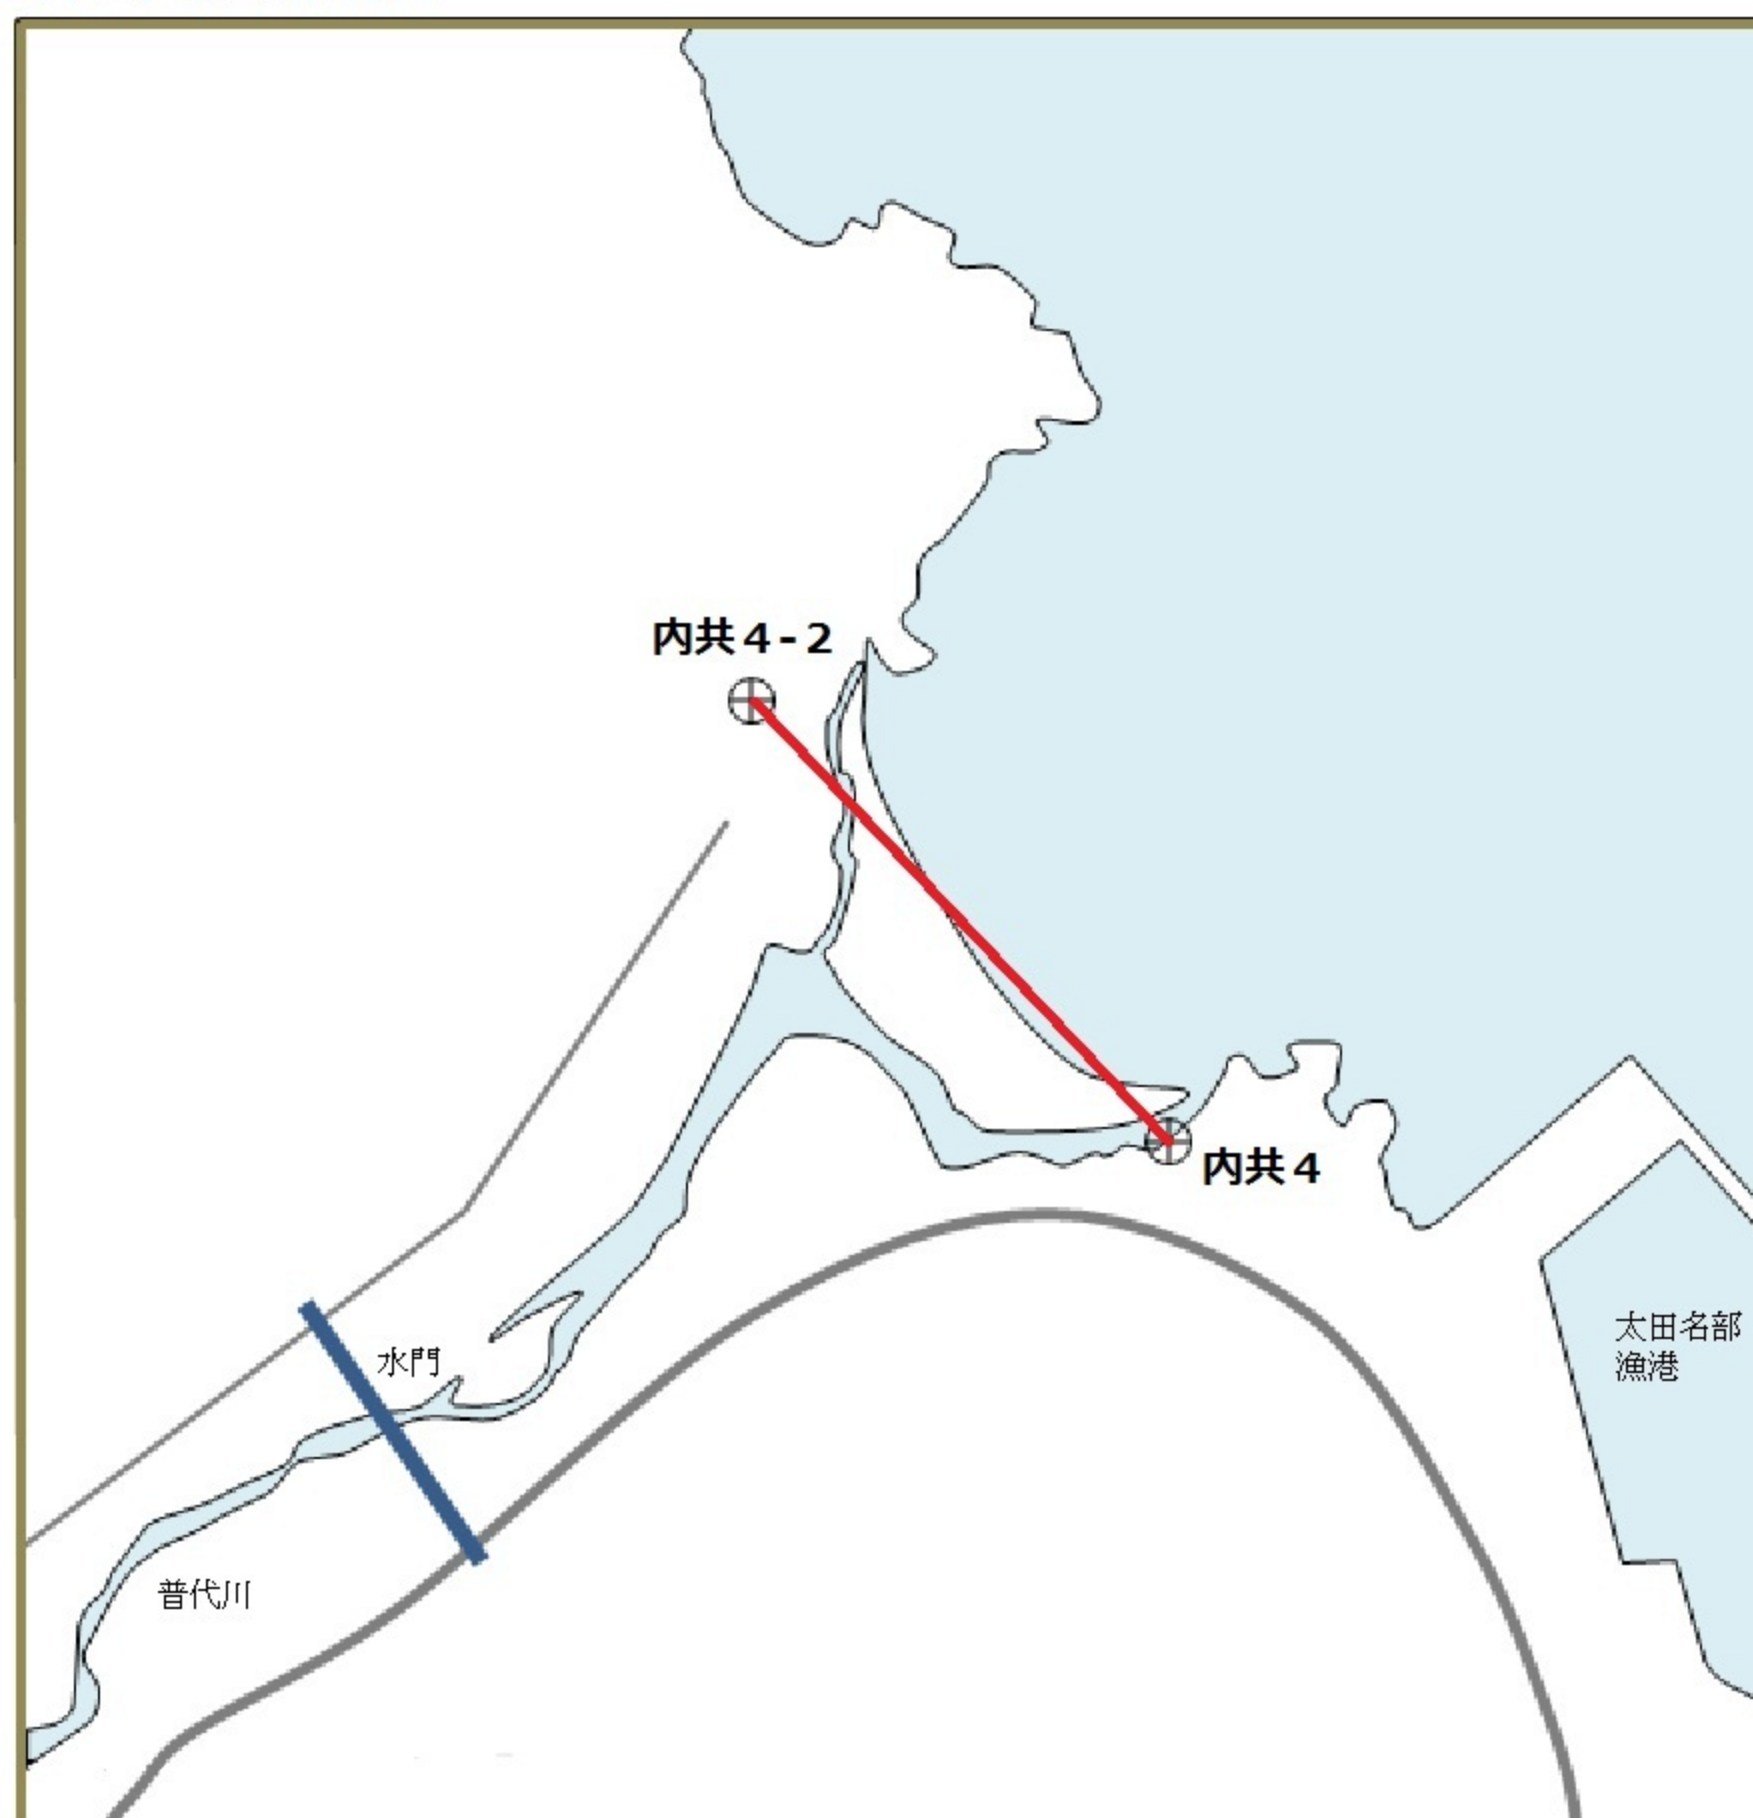 内共４-２
内共４
太田名部
漁港
水門
普代川